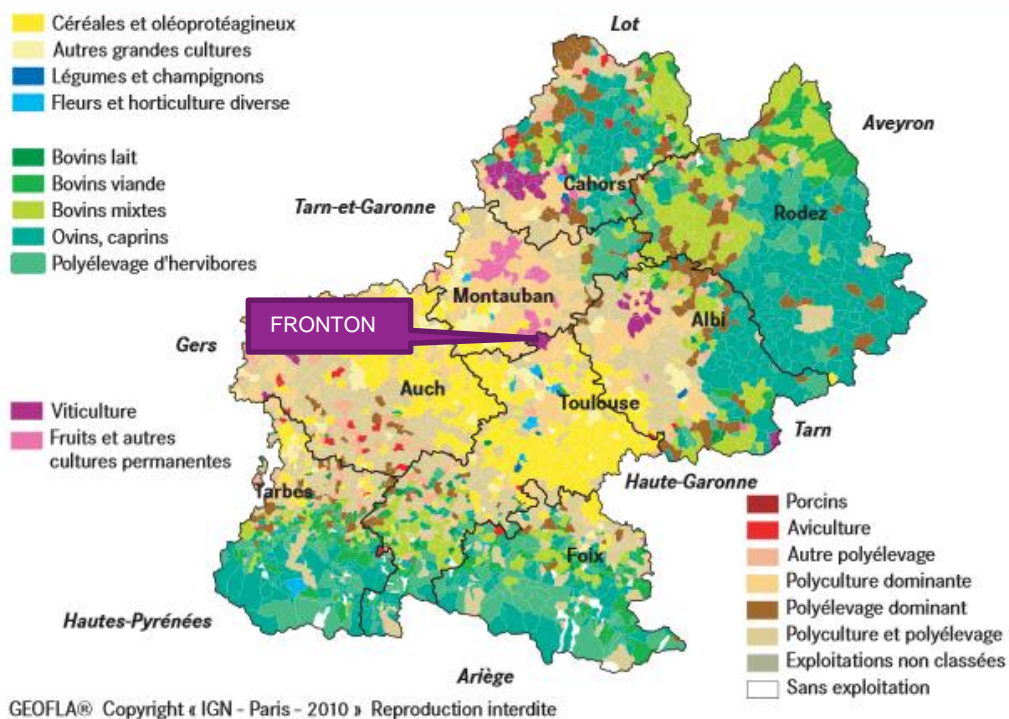 Céréales et oléoprotéagineux
Autres grandes cultures
Légumes et champignons
Fleurs et horticulture diverse
Bovins lait
Bovins viande
Bovins mixtes
Ovins, caprins
Polyélevage d'hervibores
Viticulture
Fruits et autres
cultures permanentes
Lot
Aveyron
Cahors
Rodez
Tarn-et-Garonne
Montauban
Albi
FRONTON
Gers
Auch
Toulouse
Tarn
Haute-Garonne
Tarbes
Foix
Hautes-Pyrénées
Ariège
Porcins
Aviculture
Autre polyélevage
Polyculture dominante
Polyélevage dominant
Polyculture et polyélevage
Exploitations non classées
Sans exploitation
GEOFLA® Copyright « IGN - Paris - 2010 » Reproduction interdite